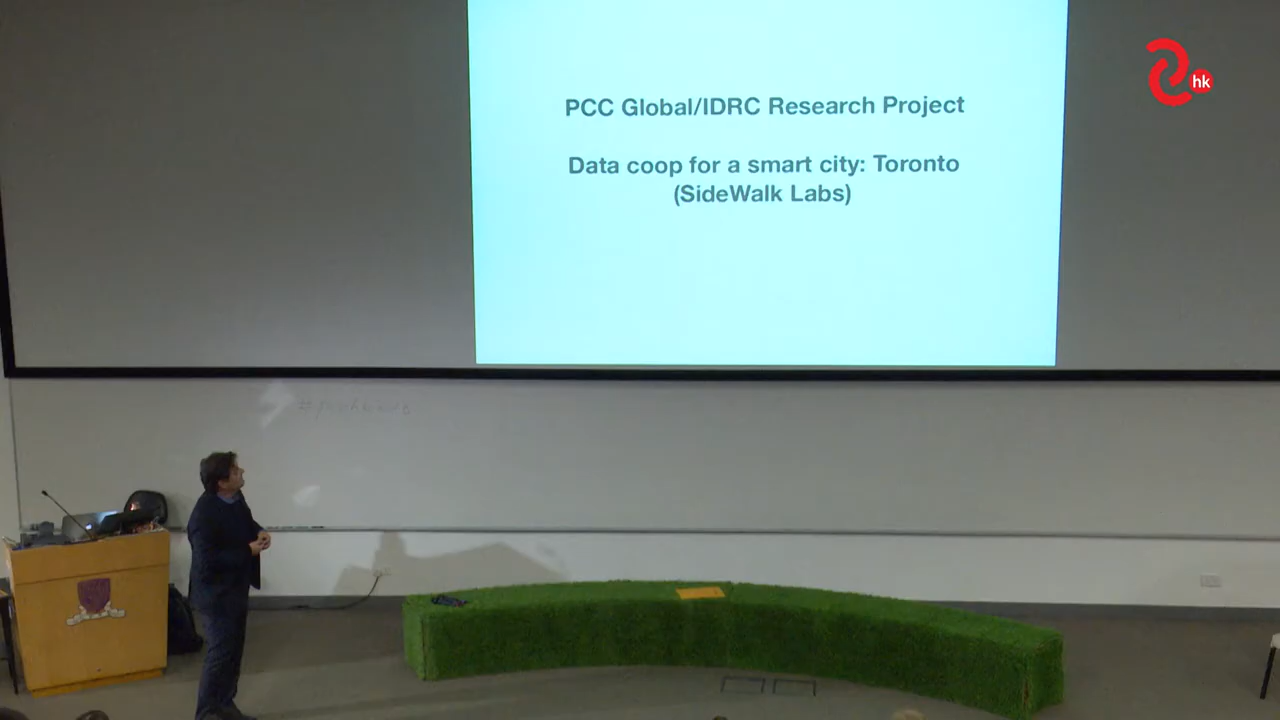 PCC Global/IDRC Research Project
Data coop for a smart city: Toronto
(SideWalk Labs)
hk